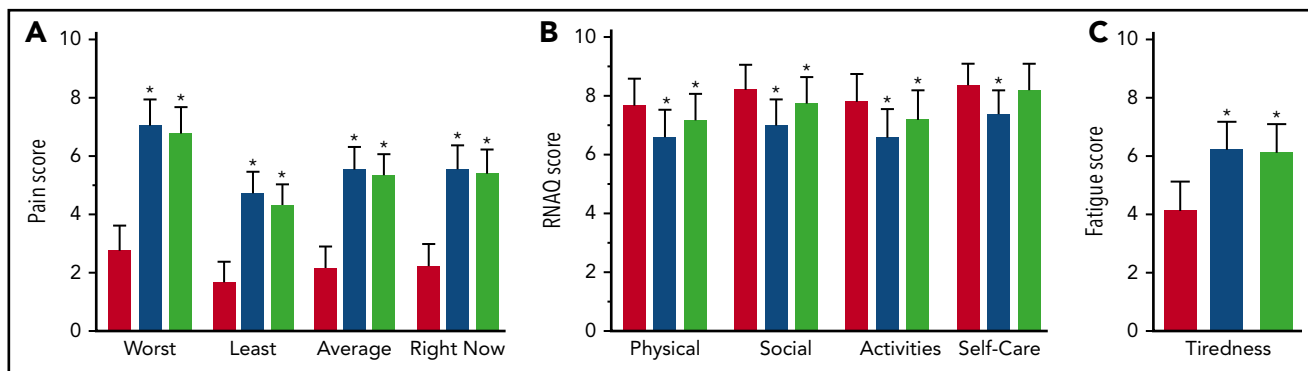 A
Pain score
10
8
6
4
2
0
* * * * * * * *
Worst Least Average Right Now
B
RNAQ score
10
8
6
4
2
0
* * * * * * *
Physical Social Activities Self-Care
C
Fatigue score
10
8
6
4
2
0
* *
Tiredness